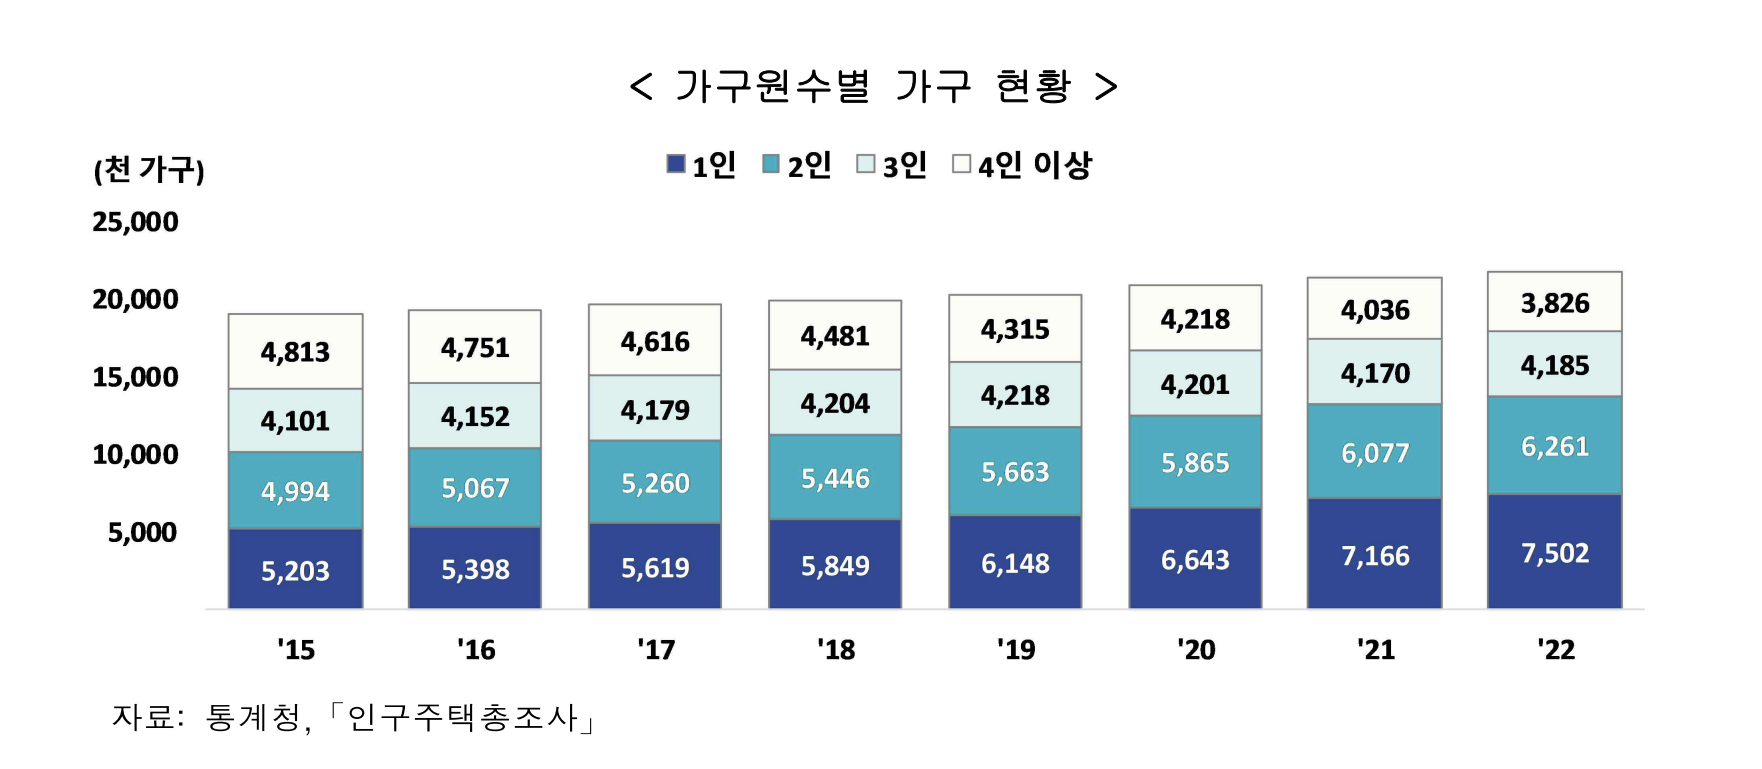 < 가구원수별 가구 현황 >
(천 가구)
1인 2인 3인 4인 이상
25,000
20,000
15,000
10,000
5,000
4,813 4,751 4,616 4,481 4,315 4,218 4,036 3,826
4,101 4,152 4,179 4,204 4,218 4,201 4,170 4,185
4,994 5,067 5,260 5,446 5,663 5,865 6,077 6,261
5,203 5,398 5,619 5,849 6,148 6,643 7,166 7,502
'15 '16 '17 '18 '19 '20 '21 '22
자료: 통계청,「인구주택총조사」